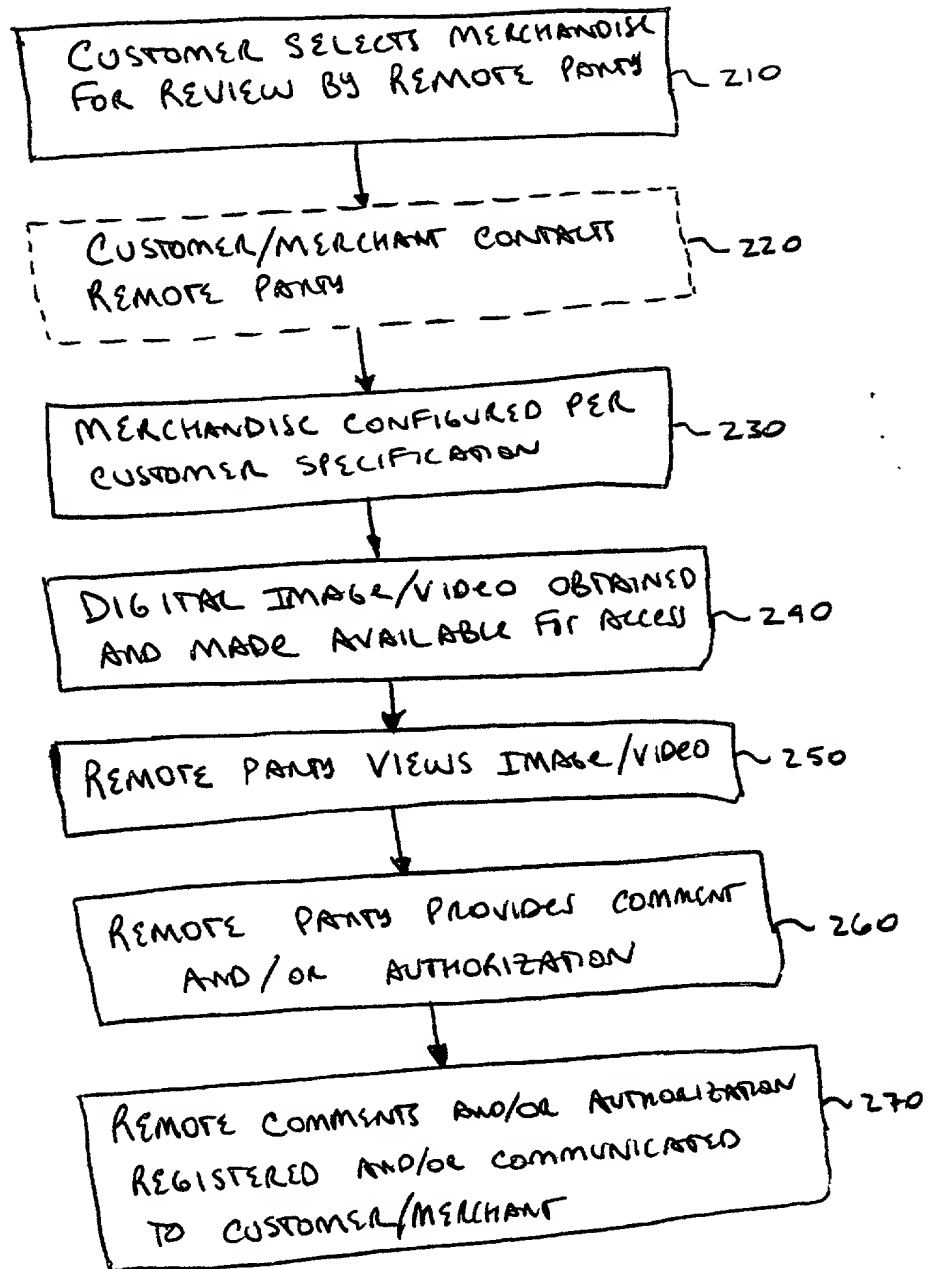 CUSTOMER SELECTS MERCHANDISE
FOR REVIEW BY REMOTE PARTY
210
CUSTOMER/MERCHANT CONTACTS
REMOTE PARTY
220
MERCHANDISE CONFIGURED PER
CUSTOMER SPECIFICATION
230
DIGITAL IMAGE/VIDEO OBTAINED
AND MADE AVAILABLE FOR ACCESS
240
REMOTE PARTY VIEWS IMAGE/VIDEO
250
REMOTE PARTY PROVIDES COMMENT
AND/OR AUTHORIZATION
260
REMOTE COMMENTS AND/OR AUTHORIZATION
REGISTERED AND/OR COMMUNICATED
TO CUSTOMER/MERCHANT
270